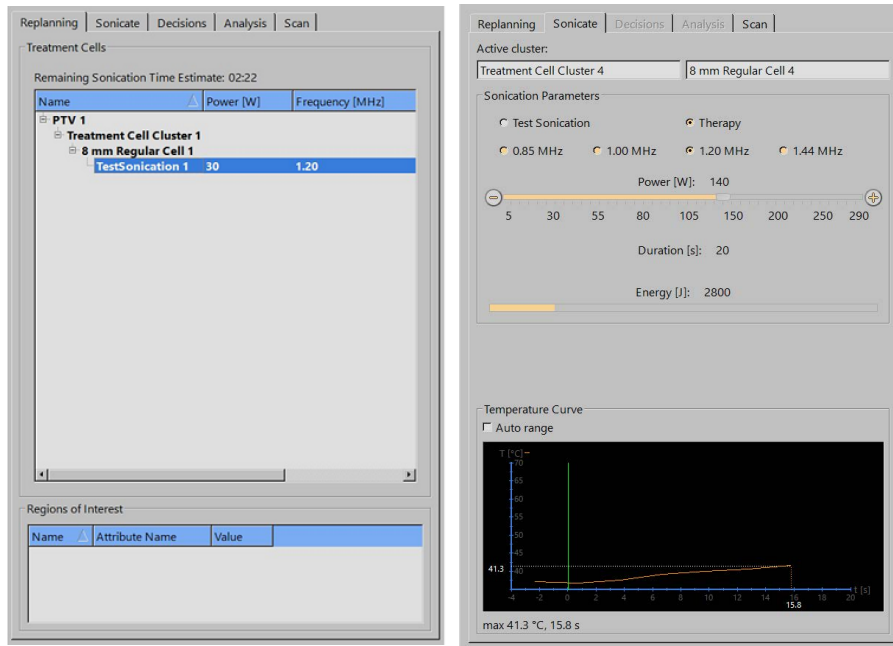 Replanning Sonicate Decisions Analysis Scan
Treatment Cells
Remaining Sonication Time Estimate: 02:22
Name Power [W] Frequency [MHz]
PTV 1
Treatment Cell Cluster 1
8 mm Regular Cell 1
TestSonication 1 30 1.20
Regions of Interest
Name Attribute Name Value
Replanning Sonicate Decisions Analysis Scan
Active cluster:
Treatment Cell Cluster 4 8 mm Regular Cell 4
Sonication Parameters
Test Sonication Therapy
0.85 MHz 1.00 MHz 1.20 MHz 1.44 MHz
Power [W]: 140
5 30 55 80 105 150 200 250 290
Duration [s]: 20
Energy [J]: 2800
Temperature Curve
Auto range
T [°C]
70
65
60
55
50
45
41.3 40
-4 -2 0 2 4 6 8 10 12 14 16 18 20 t [s]
15.8
max 41.3 °C, 15.8 s